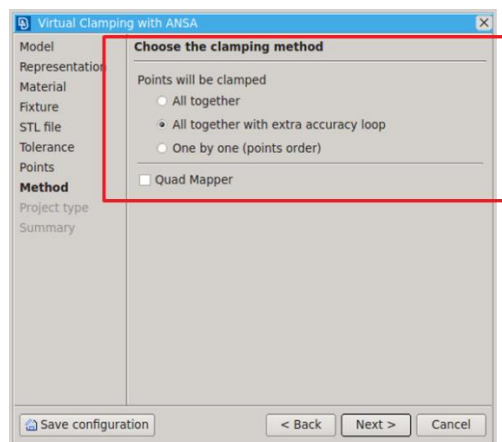 Virtual Clamping with ANSA
Model
Representation
Material
Fixture
STL file
Tolerance
Points
Method
Project type
Summary
Choose the clamping method
Points will be clamped
All together
All together with extra accuracy loop
One by one (points order)
Quad Mapper
Save configuration
< Back
Next >
Cancel